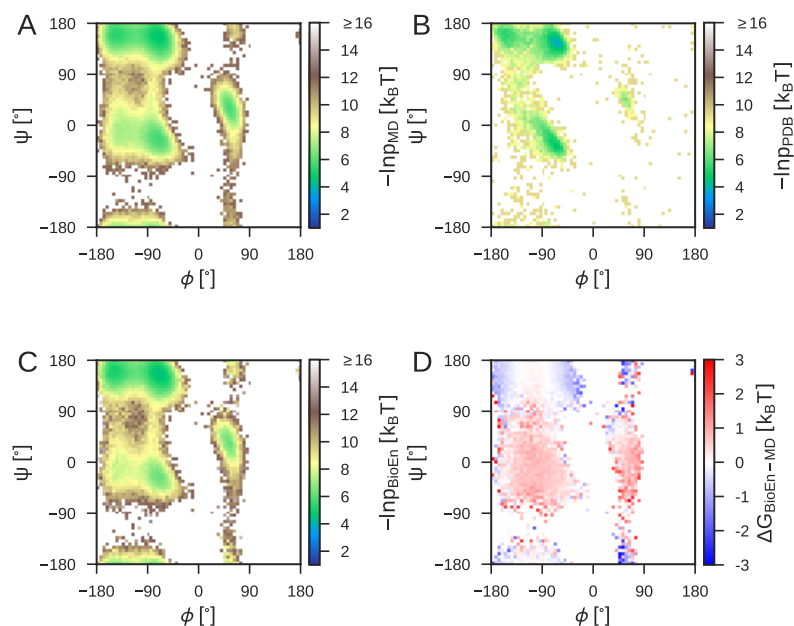 A
180
90
0
−90
−180
ψ [°]
−180 −90 0 90 180
ϕ [°]
≥16
14
12
10
8
6
4
2
−lnp_MD [k_BT]
B
180
90
0
−90
−180
ψ [°]
−180 −90 0 90 180
ϕ [°]
≥16
14
12
10
8
6
4
2
−lnp_PDB [k_BT]
C
180
90
0
−90
−180
ψ [°]
−180 −90 0 90 180
ϕ [°]
≥16
14
12
10
8
6
4
2
−lnp_BioEn [k_BT]
D
180
90
0
−90
−180
ψ [°]
−180 −90 0 90 180
ϕ [°]
3
2
1
0
-1
-2
-3
ΔG_BioEn−MD [k_BT]